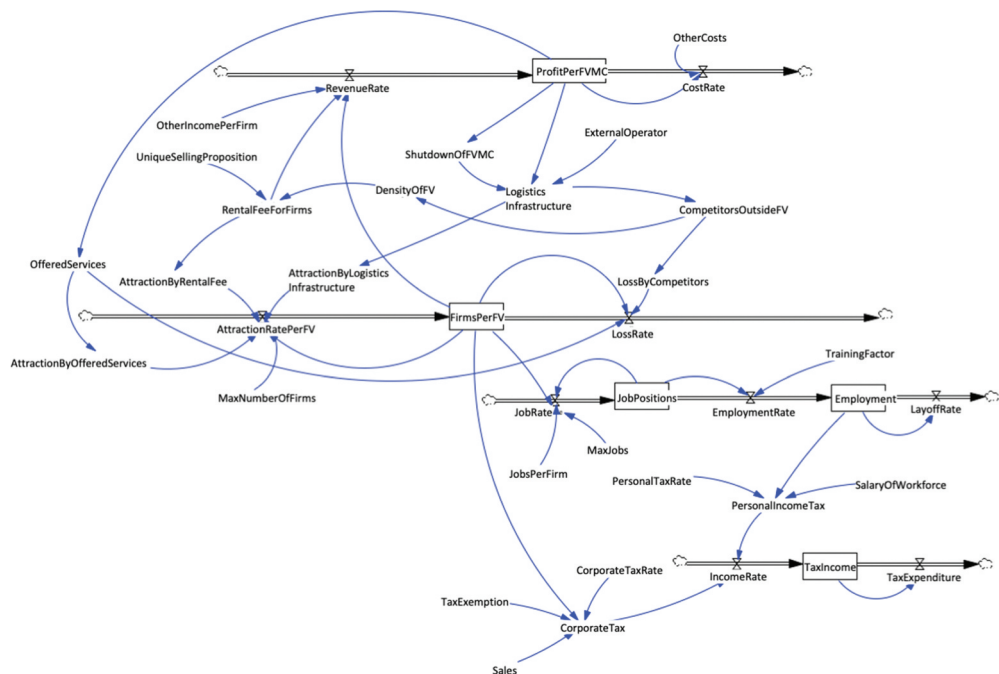 OtherCosts
ProfitPerFVMC
RevenueRate
CostRate
OtherIncomePerFirm
ExternalOperator
UniqueSellingProposition
ShutdownOfFVMC
DensityOfFV
Logistics
Infrastructure
RentalFeeForFirms
CompetitorsOutsideFV
OfferedServices
AttractionByRentalFee
AttractionByLogistics
Infrastructure
LossByCompetitors
FirmsPerFV
AttractionRatePerFV
LossRate
AttractionByOfferedServices
TrainingFactor
MaxNumberOfFirms
JobPositions
Employment
JobRate
EmploymentRate
LayoffRate
MaxJobs
JobsPerFirm
PersonalTaxRate
SalaryOfWorkforce
PersonalIncomeTax
CorporateTaxRate
IncomeRate
TaxIncome
TaxExpenditure
TaxExemption
CorporateTax
Sales